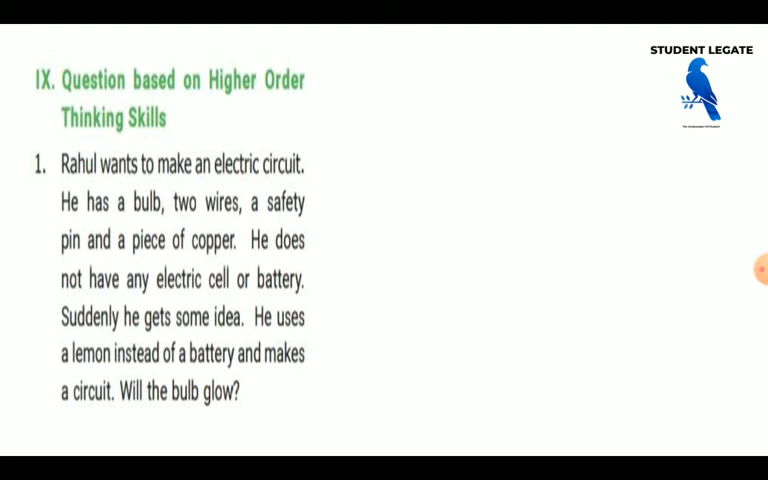 STUDENT LEGATE
IX. Question based on Higher Order
Thinking Skills
1. Rahul wants to make an electric circuit.
He has a bulb, two wires, a safety
pin and a piece of copper. He does
not have any electric cell or battery.
Suddenly he gets some idea. He uses
a lemon instead of a battery and makes
a circuit. Will the bulb glow?